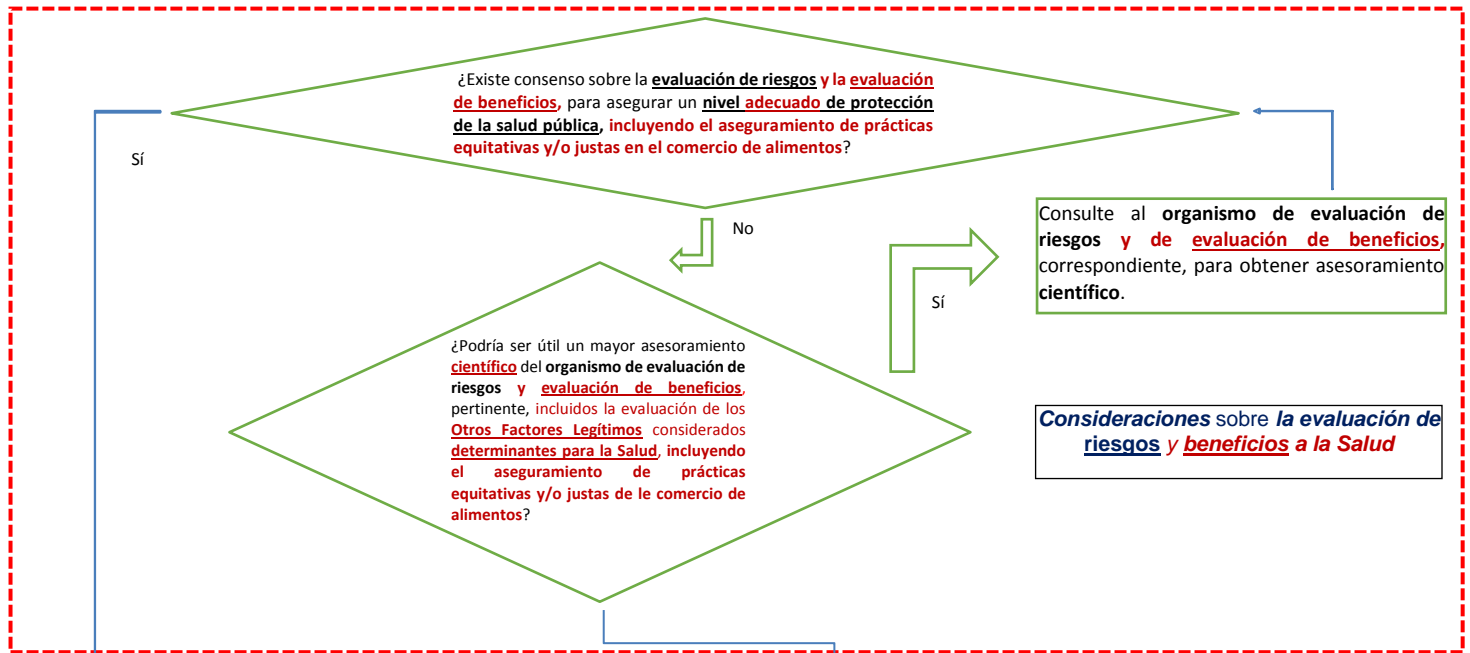 ¿Existe consenso sobre la evaluación de riesgos y la evaluación
de beneficios, para asegurar un nivel adecuado de protección
de la salud pública, incluyendo el aseguramiento de prácticas
equitativas y/o justas en el comercio de alimentos?
Sí
No
Consulte al organismo de evaluación de
riesgos y de evaluación de beneficios,
correspondiente, para obtener asesoramiento
científico.
Sí
¿Podría ser útil un mayor asesoramiento
científico del organismo de evaluación de
riesgos y evaluación de beneficios,
pertinente, incluidos la evaluación de los
Otros Factores Legítimos considerados
determinantes para la Salud, incluyendo
el aseguramiento de prácticas
equitativas y/o justas de le comercio de
alimentos?
Consideraciones sobre la evaluación de
riesgos y beneficios a la Salud